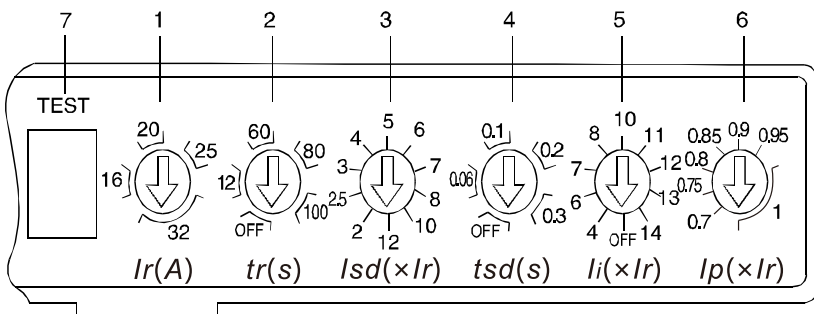 7 1 2 3 4 5 6
TEST
16 20 25 32
12 60 80 100 OFF
2 2.5 3 4 5 6 7 8 10 12
0.06 0.1 0.2 0.3 OFF
4 6 7 8 10 11 12 13 14 OFF
0.7 0.75 0.8 0.85 0.9 0.95 1
Ir(A) tr(s) Isd(×Ir) tsd(s) Ii(×Ir) Ip(×Ir)